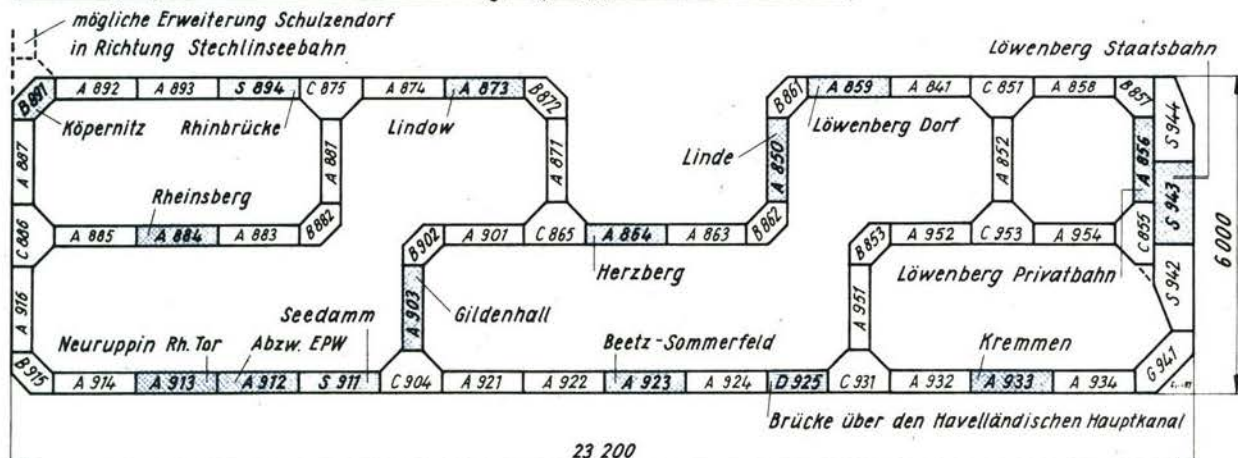 mögliche Erweiterung Schulzendorf
in Richtung Stechlinseebahn
Löwenberg Staatsbahn
B 891 A 892 A 893 S 894 C 875 A 874 A 873 B 872
B 861 A 859 A 841 C 851 A 858 B 857 S 944
Köpernitz Rhinbrücke Lindow Löwenberg Dorf
A 887 A 887 A 871 Linde A 850 A 852 A 856 S 943
Rheinsberg
C 886 A 885 A 884 A 883 B 882 B 902 A 901 C 865 A 864 A 863 B 862 B 853 A 952 C 953 A 954 C 855
6000
Herzberg Löwenberg Privatbahn S 942
A 916 Seedamm A 903 Gildenhall A 951
Neuruppin Rh. Tor Abzw. EPW Beetz-Sommerfeld Kremmen
B 915 A 914 A 913 A 912 S 911 C 904 A 921 A 922 A 923 A 924 D 925 C 931 A 932 A 933 A 934 G 941
Brücke über den Havelländischen Hauptkanal
23 200